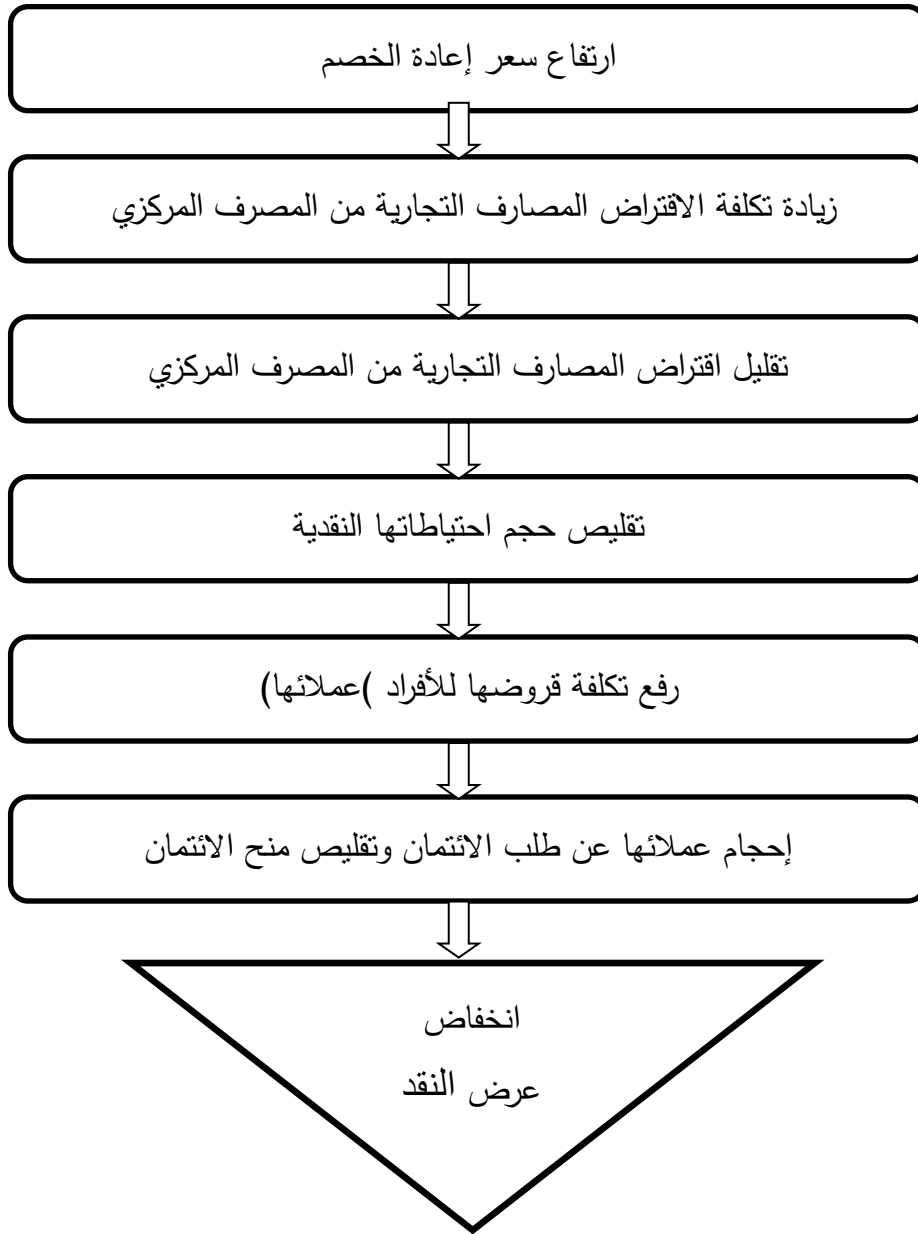 ارتفاع سعر إعادة الخصم
زيادة تكلفة الاقتراض المصارف التجارية من المصرف المركزي
تقليل اقتراض المصارف التجارية من المصرف المركزي
تقليص حجم احتياطاتها النقدية
رفع تكلفة قروضها للأفراد )عملائها)
إحجام عملائها عن طلب الائتمان وتقليص منح الائتمان
انخفاض
عرض النقد